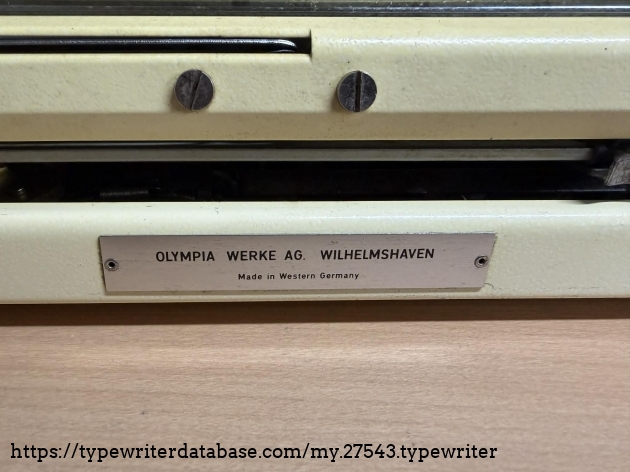 OLYMPIA WERKE AG. WILHELMSHAVEN
Made in Western Germany
https://typewriterdatabase.com/my.27543.typewriter